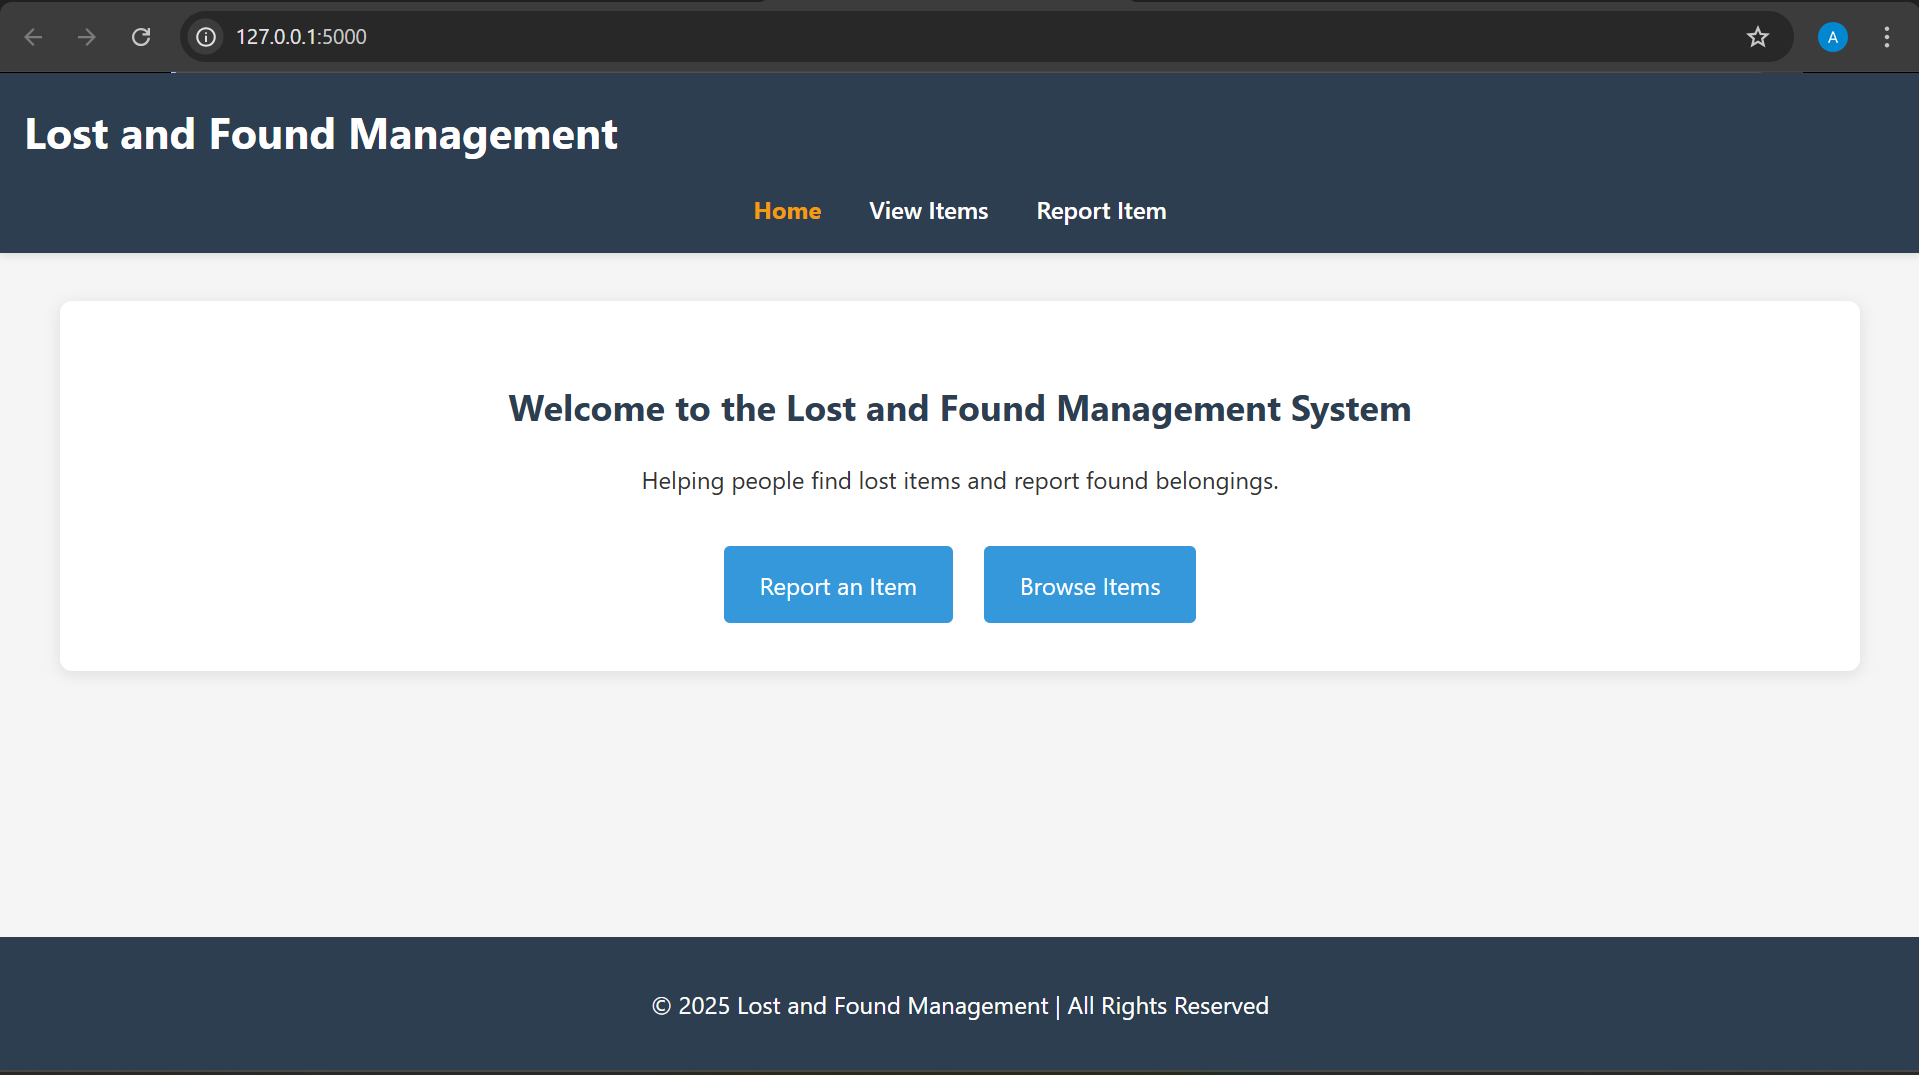 127.0.0.1:5000
A
Lost and Found Management
Home View Items Report Item
Welcome to the Lost and Found Management System
Helping people find lost items and report found belongings.
Report an Item Browse Items
© 2025 Lost and Found Management | All Rights Reserved